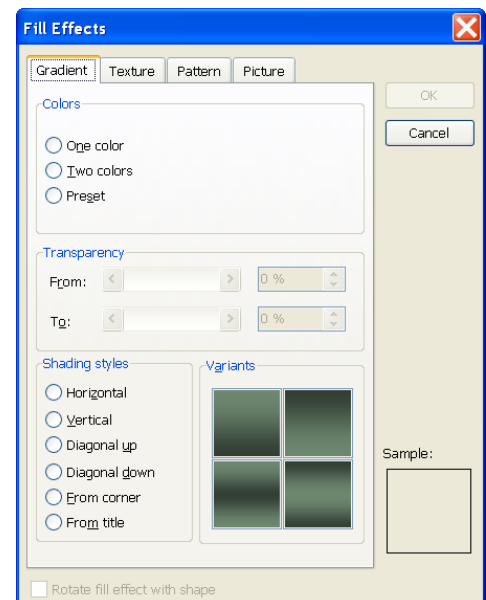 Fill Effects
Gradient Texture Pattern Picture
OK
Cancel
Colors
One color
Two colors
Preset
Transparency
From: 0 %
To: 0 %
Shading styles
Horizontal
Vertical
Diagonal up
Diagonal down
From corner
From title
Variants
Sample:
Rotate fill effect with shape